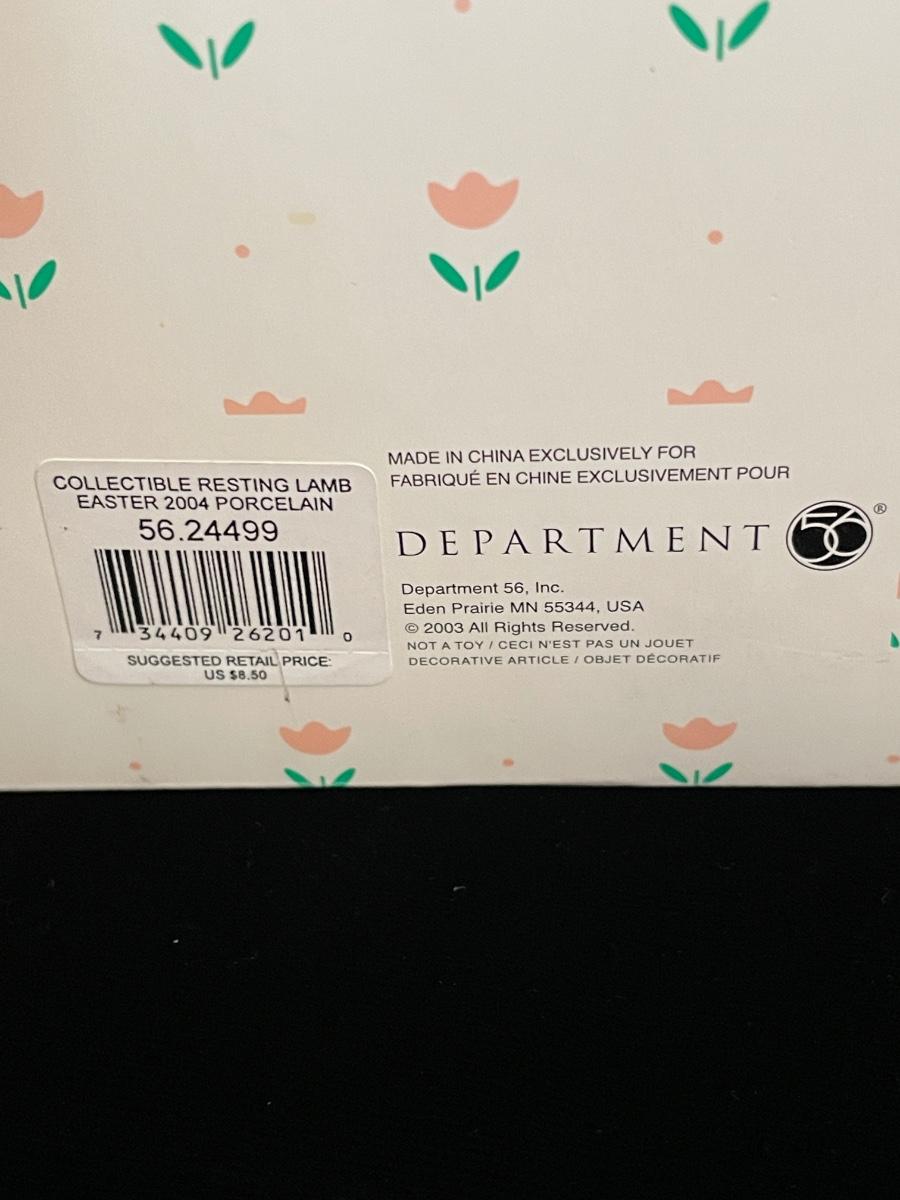 COLLECTIBLE RESTING LAMB
EASTER 2004 PORCELAIN
56.24499
7 34409 26201 0
SUGGESTED RETAIL PRICE:
US $8.50
MADE IN CHINA EXCLUSIVELY FOR
FABRIQUÉ EN CHINE EXCLUSIVEMENT POUR
DEPARTMENT 56 ®
Department 56, Inc.
Eden Prairie MN 55344, USA
© 2003 All Rights Reserved.
NOT A TOY / CECI N'EST PAS UN JOUET
DECORATIVE ARTICLE / OBJET DÉCORATIF